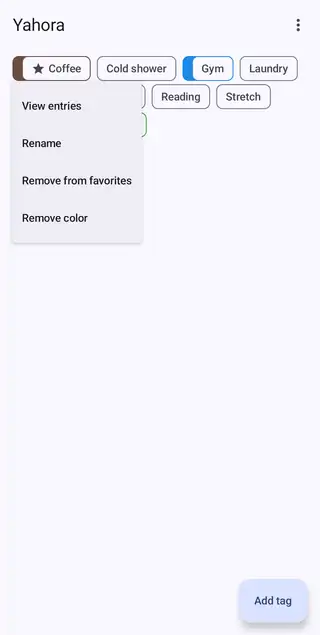 Yahora
Coffee Cold shower Gym Laundry
Reading Stretch
View entries
Rename
Remove from favorites
Remove color
Add tag